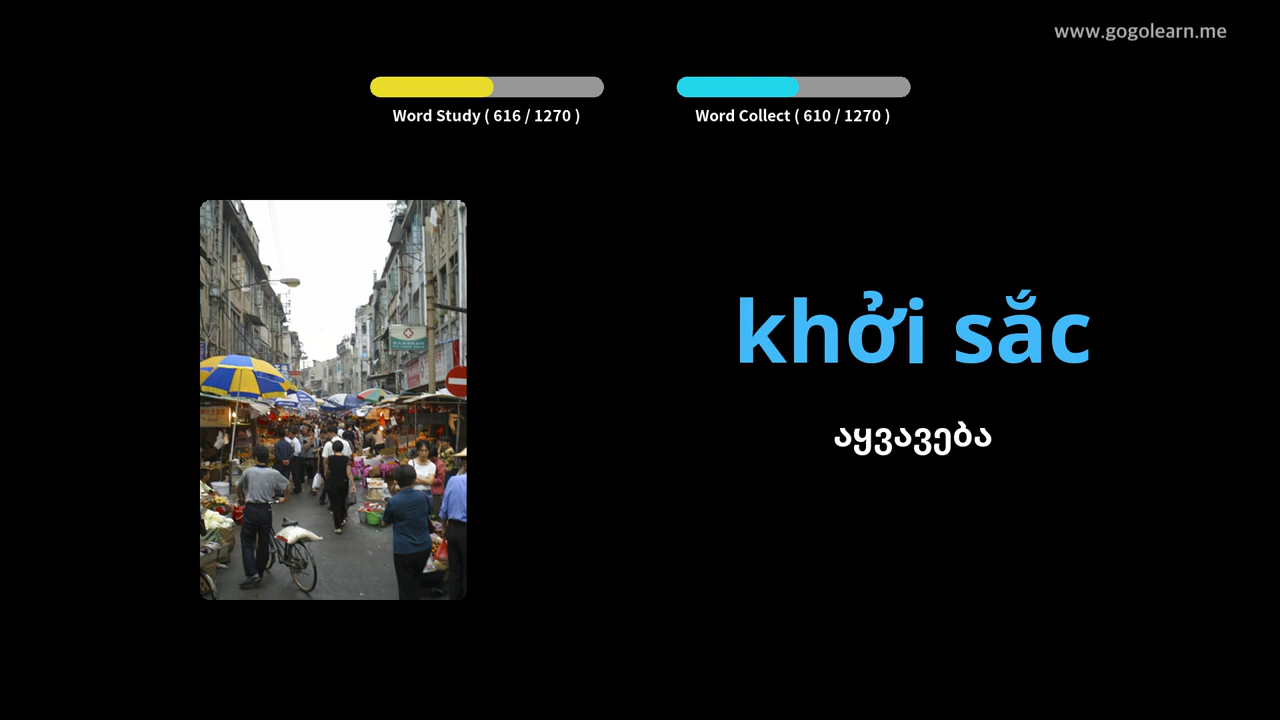 www.gogolearn.me
Word Study ( 616 / 1270 )
Word Collect ( 610 / 1270 )
khởi sắc
აყვავება